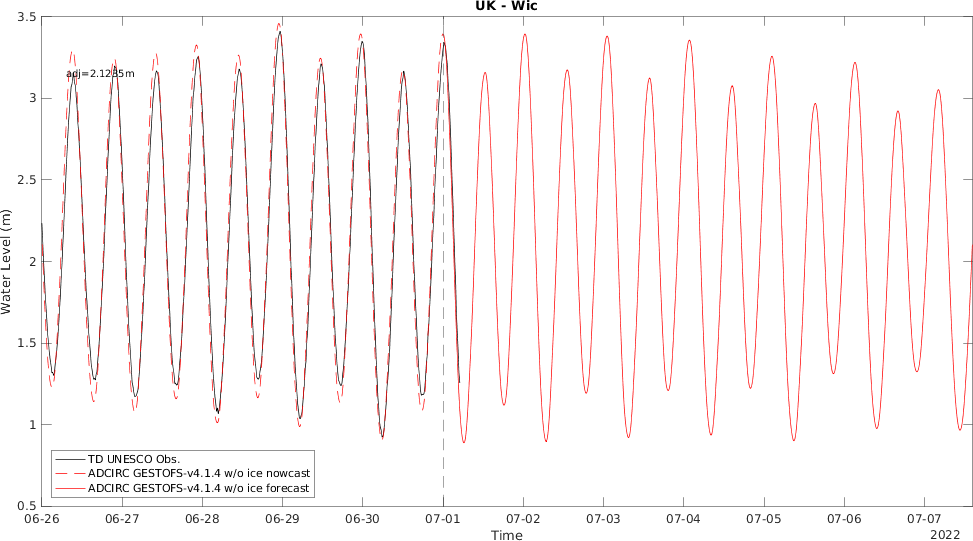 UK - Wic
3.5
adj=2.1235m
3
2.5
Water Level (m)
2
1.5
1
TD UNESCO Obs.
ADCIRC GESTOFS-v4.1.4 w/o ice nowcast
ADCIRC GESTOFS-v4.1.4 w/o ice forecast
0.5
06-26 06-27 06-28 06-29 06-30 07-01 07-02 07-03 07-04 07-05 07-06 07-07
Time
2022